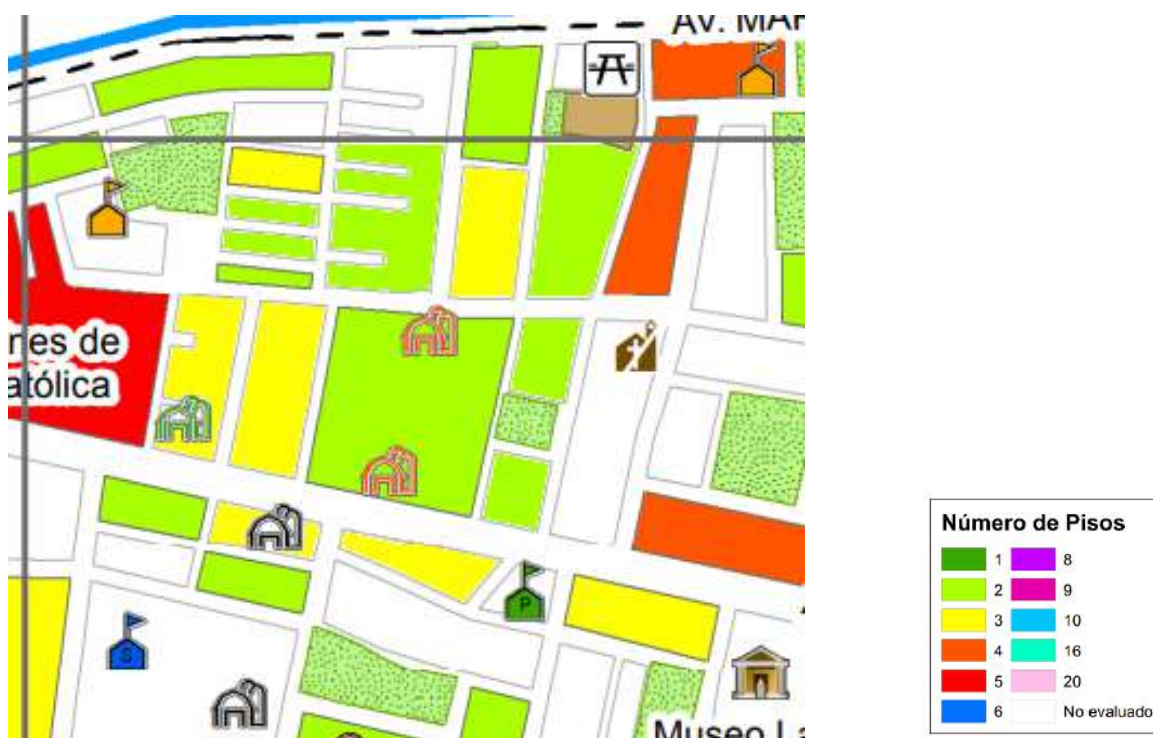 AV. MAR
nes de
atólica
P
S
Museo La
Número de Pisos
1 8
2 9
3 10
4 16
5 20
6 No evaluado